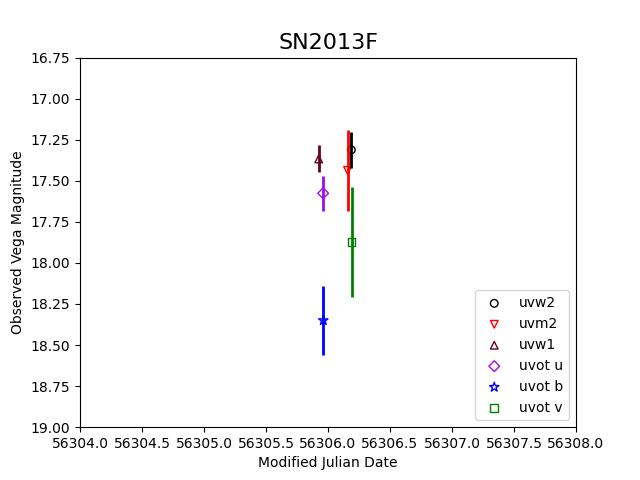 SN2013F
16.75
17.00
17.25
17.50
17.75
18.00
18.25
18.50
18.75
19.00
Observed Vega Magnitude
uvw2
uvm2
uvw1
uvot u
uvot b
uvot v
56304.0 56304.5 56305.0 56305.5 56306.0 56306.5 56307.0 56307.5 56308.0
Modified Julian Date